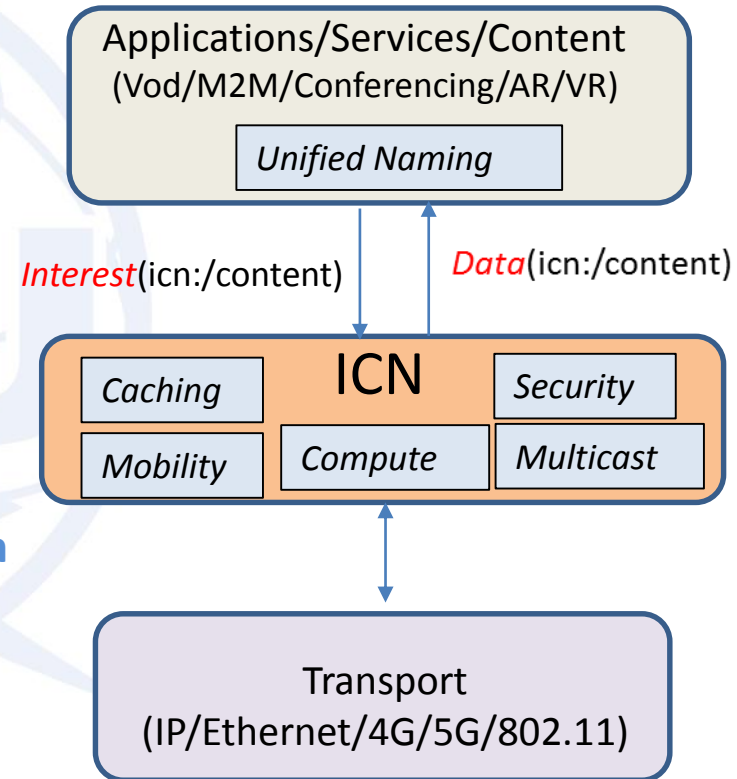 Applications/Services/Content
(Vod/M2M/Conferencing/AR/VR)
Unified Naming
Interest(icn:/content)
Data(icn:/content)
ICN
Caching
Security
Mobility
Compute
Multicast
n
Transport
(IP/Ethernet/4G/5G/802.11)